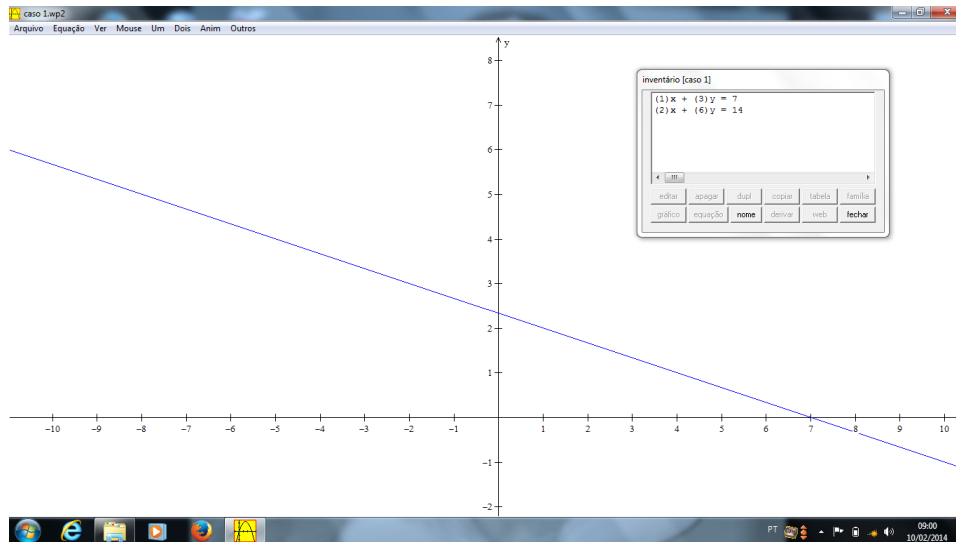 caso 1.wp2
Arquivo Equação Ver Mouse Um Dois Anim Outros
y
8
7
6
5
4
3
2
1
−10 −9 −8 −7 −6 −5 −4 −3 −2 −1 1 2 3 4 5 6 7 8 9 10
−1
−2
inventário [caso 1]
(1)x + (3)y = 7
(2)x + (6)y = 14
editar apagar dupl copiar tabela família
gráfico equação nome derivar web fechar
PT 09:00
10/02/2014